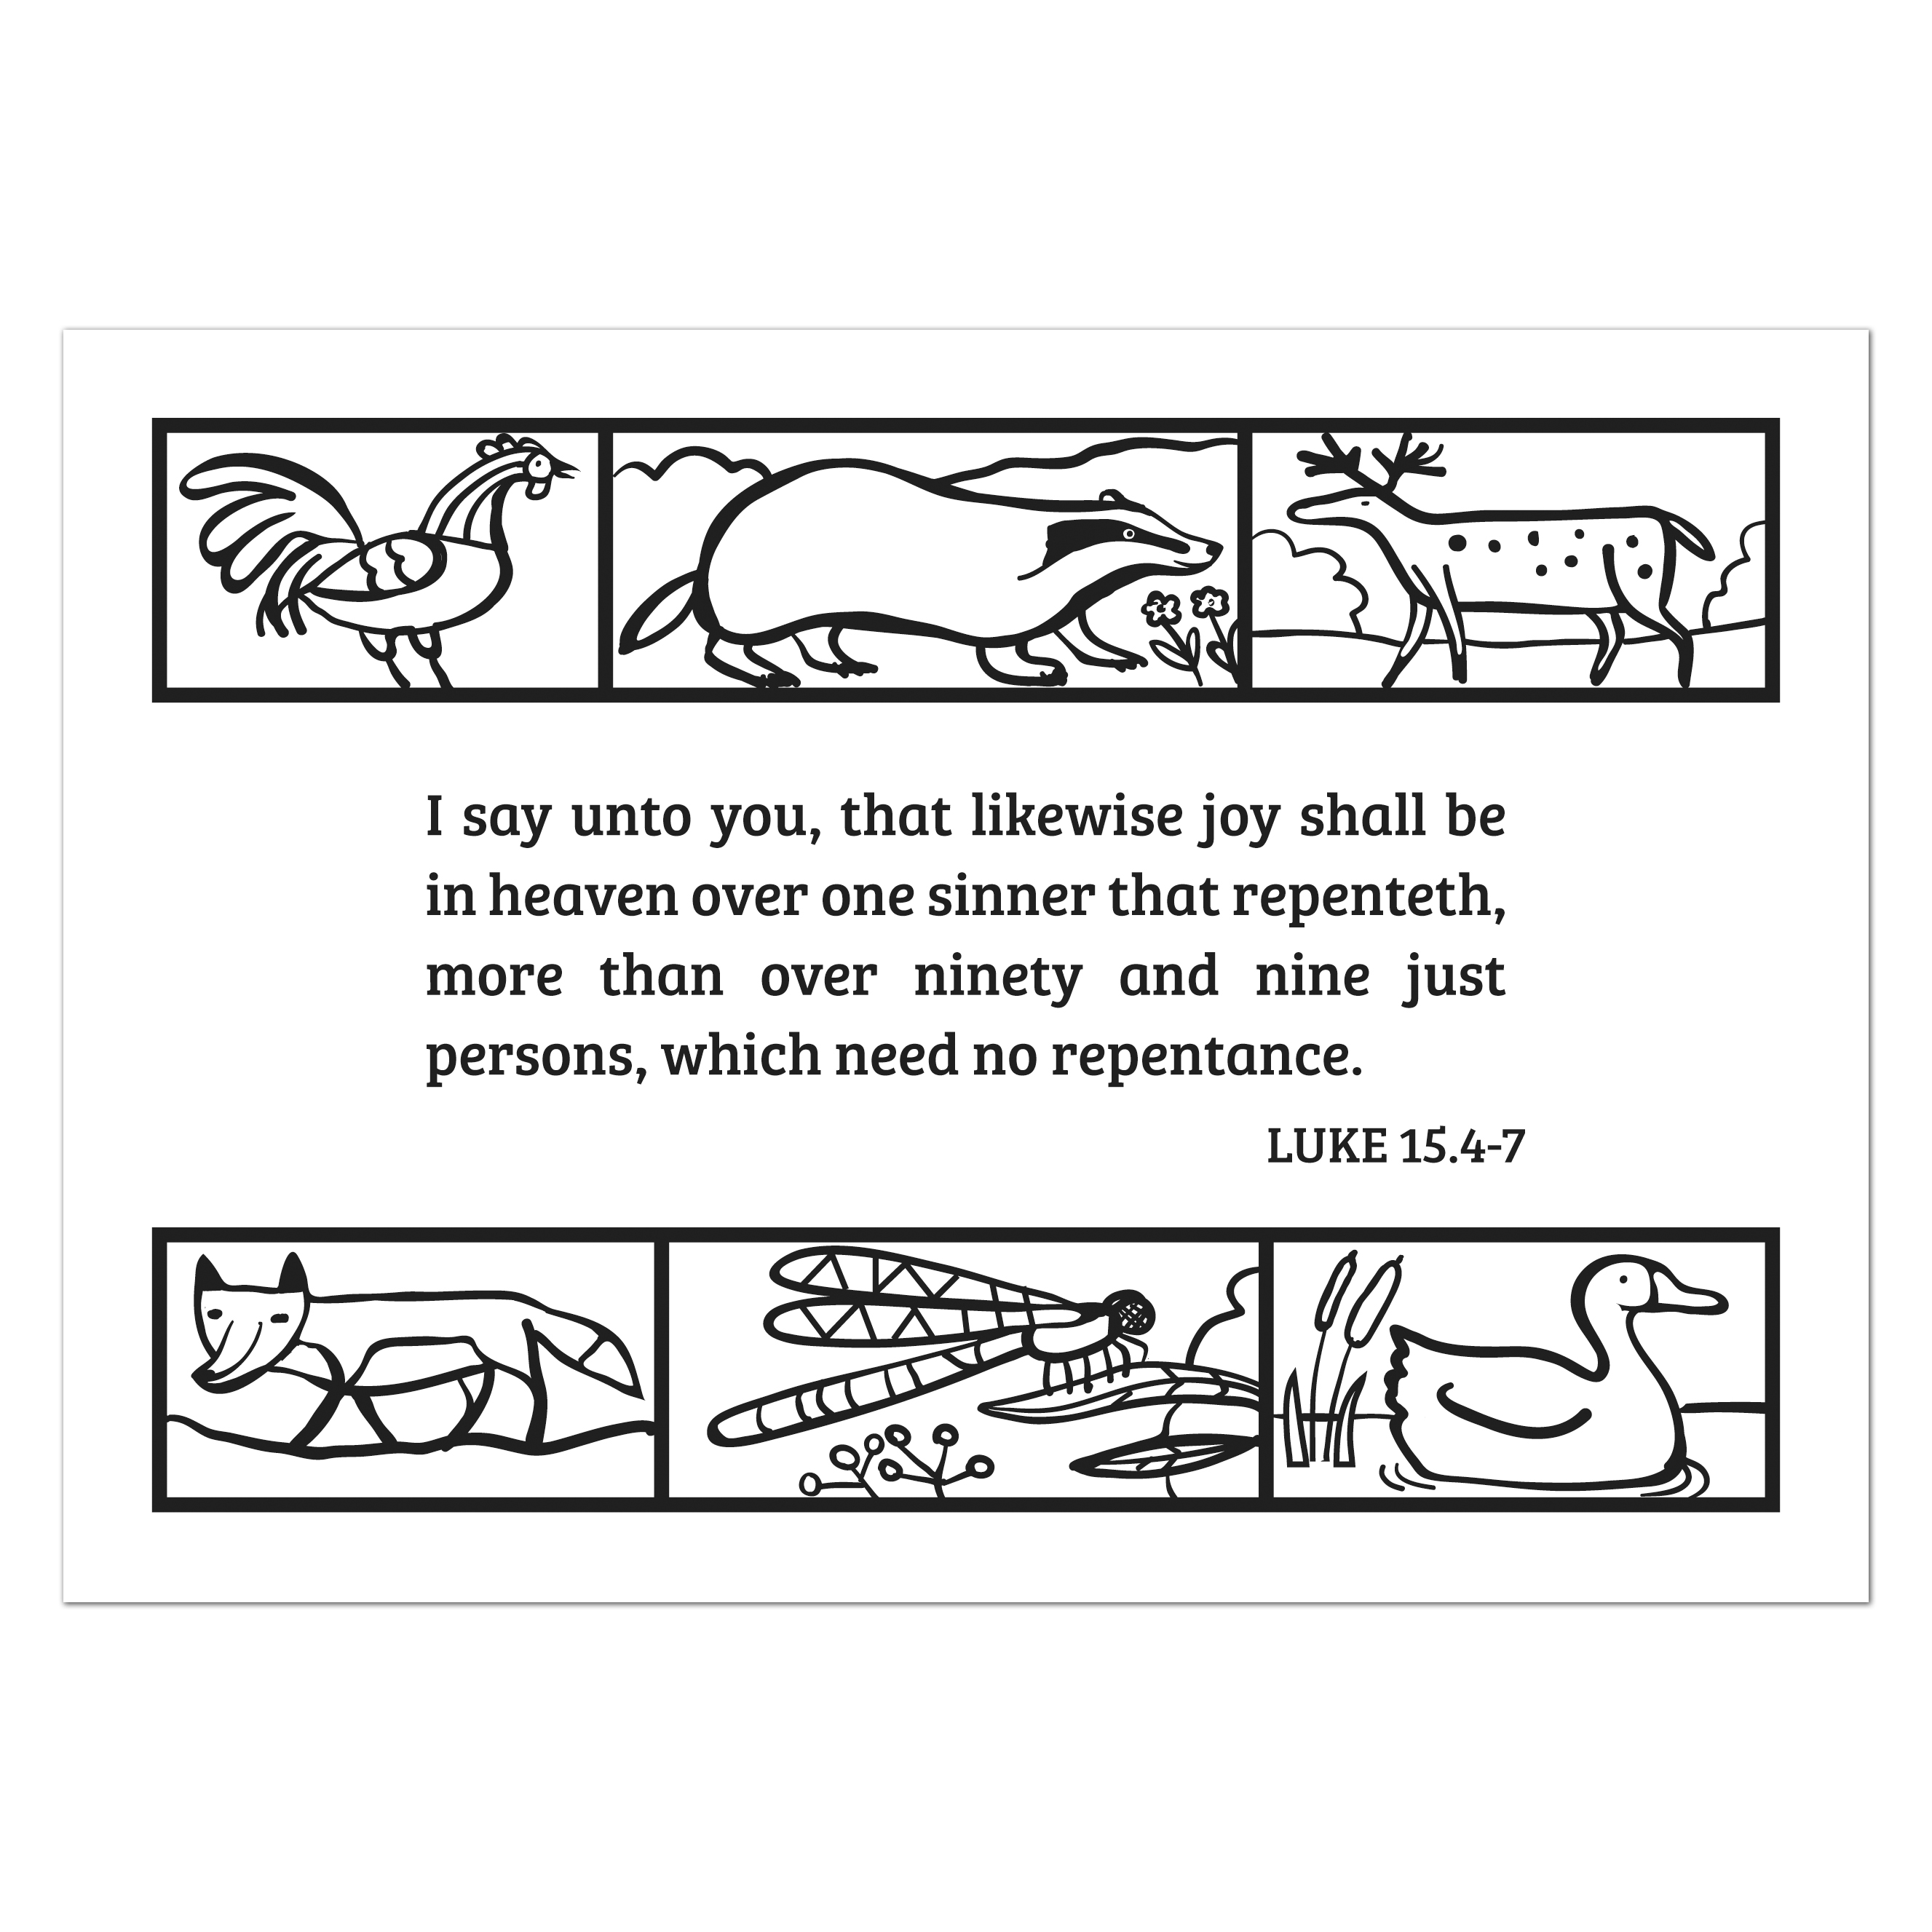 I say unto you, that likewise joy shall be
in heaven over one sinner that repenteth,
more than over ninety and nine just
persons, which need no repentance.
LUKE 15.4-7